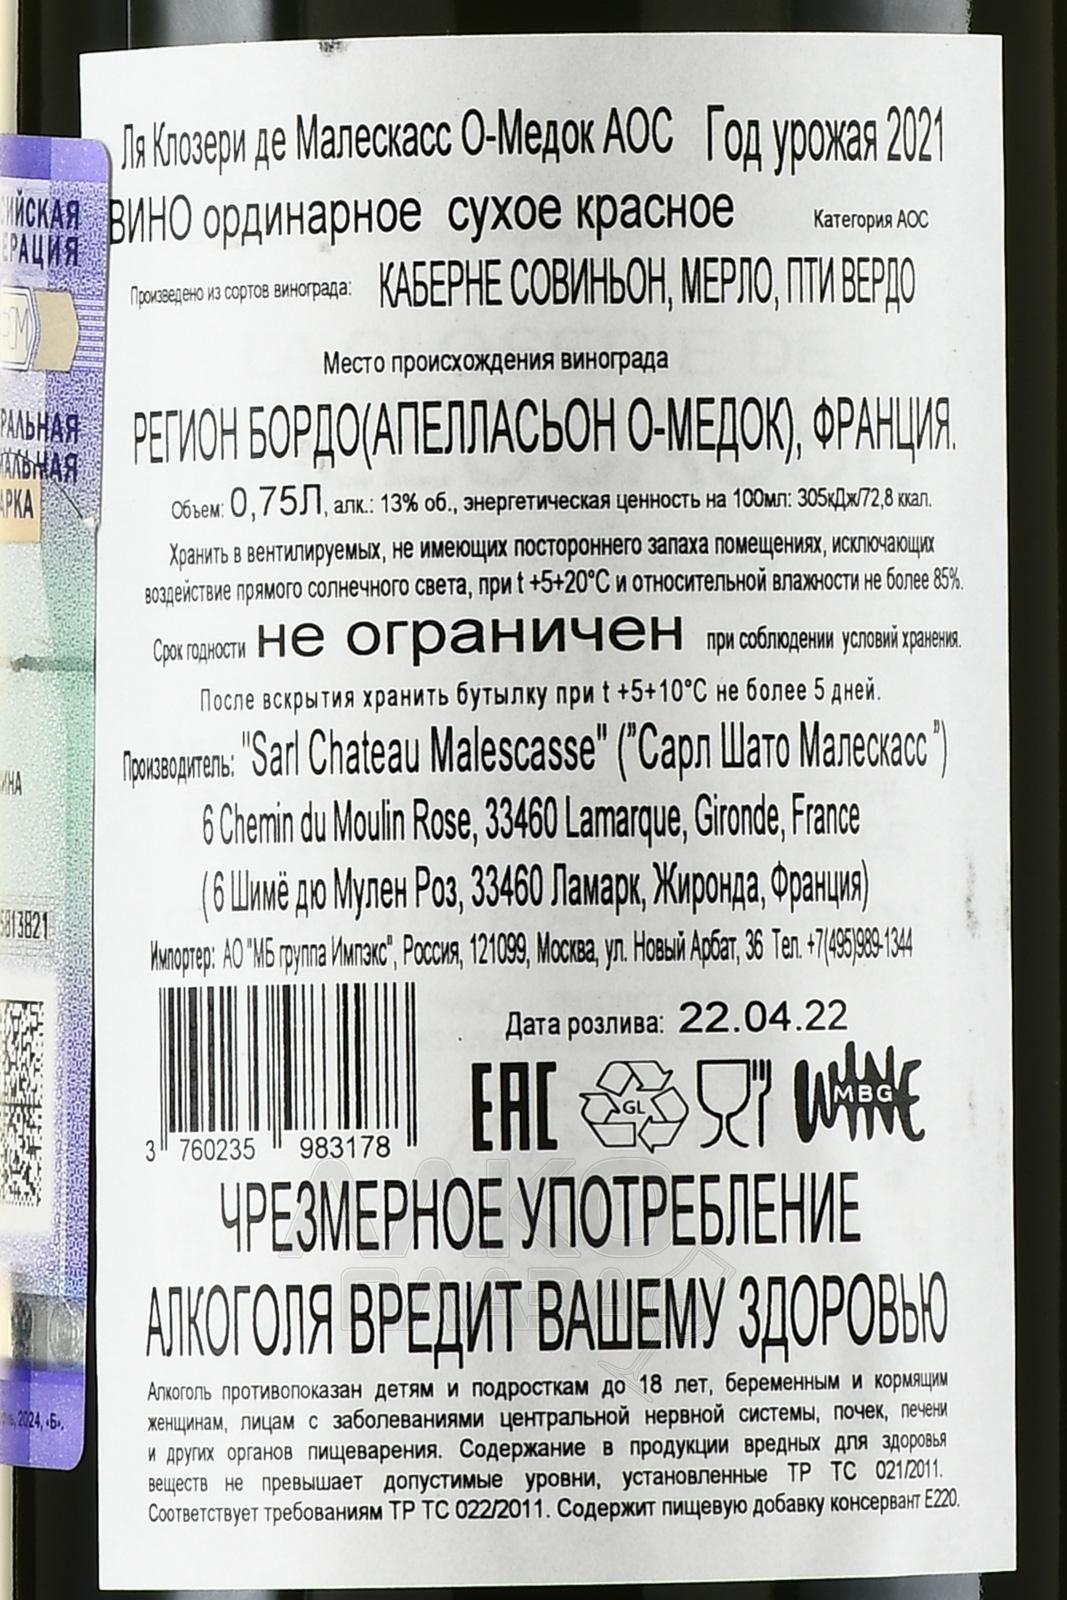 Ля Клозери де Малескасс О-Медок АОС Год урожая 2021
ВИНО ординарное сухое красное Категория АОС
Произведено из сортов винограда: КАБЕРНЕ СОВИНЬОН, МЕРЛО, ПТИ ВЕРДО
Место происхождения винограда
РЕГИОН БОРДО(АПЕЛЛАСЬОН О-МЕДОК), ФРАНЦИЯ.
Объем: 0,75Л, алк.: 13% об., энергетическая ценность на 100мл: 305кДж/72,8 ккал.
Хранить в вентилируемых, не имеющих постороннего запаха помещениях, исключающих
воздействие прямого солнечного света, при t +5+20°С и относительной влажности не более 85%.
Срок годности не ограничен при соблюдении условий хранения.
После вскрытия хранить бутылку при t +5+10°С не более 5 дней.
Производитель: "Sarl Chateau Malescasse" ("Сарл Шато Малескасс")
6 Chemin du Moulin Rose, 33460 Lamarque, Gironde, France
(6 Шимё дю Мулен Роз, 33460 Ламарк, Жиронда, Франция)
Импортер: АО "МБ группа Импэкс", Россия, 121099, Москва, ул. Новый Арбат, 36 Тел. +7(495)989-1344
Дата розлива: 22.04.22
EAC GL WINE MBG
3 760235 983178
ЧРЕЗМЕРНОЕ УПОТРЕБЛЕНИЕ
АЛКОГОЛЯ ВРЕДИТ ВАШЕМУ ЗДОРОВЬЮ
Алкоголь противопоказан детям и подросткам до 18 лет, беременным и кормящим
женщинам, лицам с заболеваниями центральной нервной системы, почек, печени
и других органов пищеварения. Содержание в продукции вредных для здоровья
веществ не превышает допустимые уровни, установленные ТР ТС 021/2011.
Соответствует требованиям ТР ТС 022/2011. Содержит пищевую добавку консервант Е220.